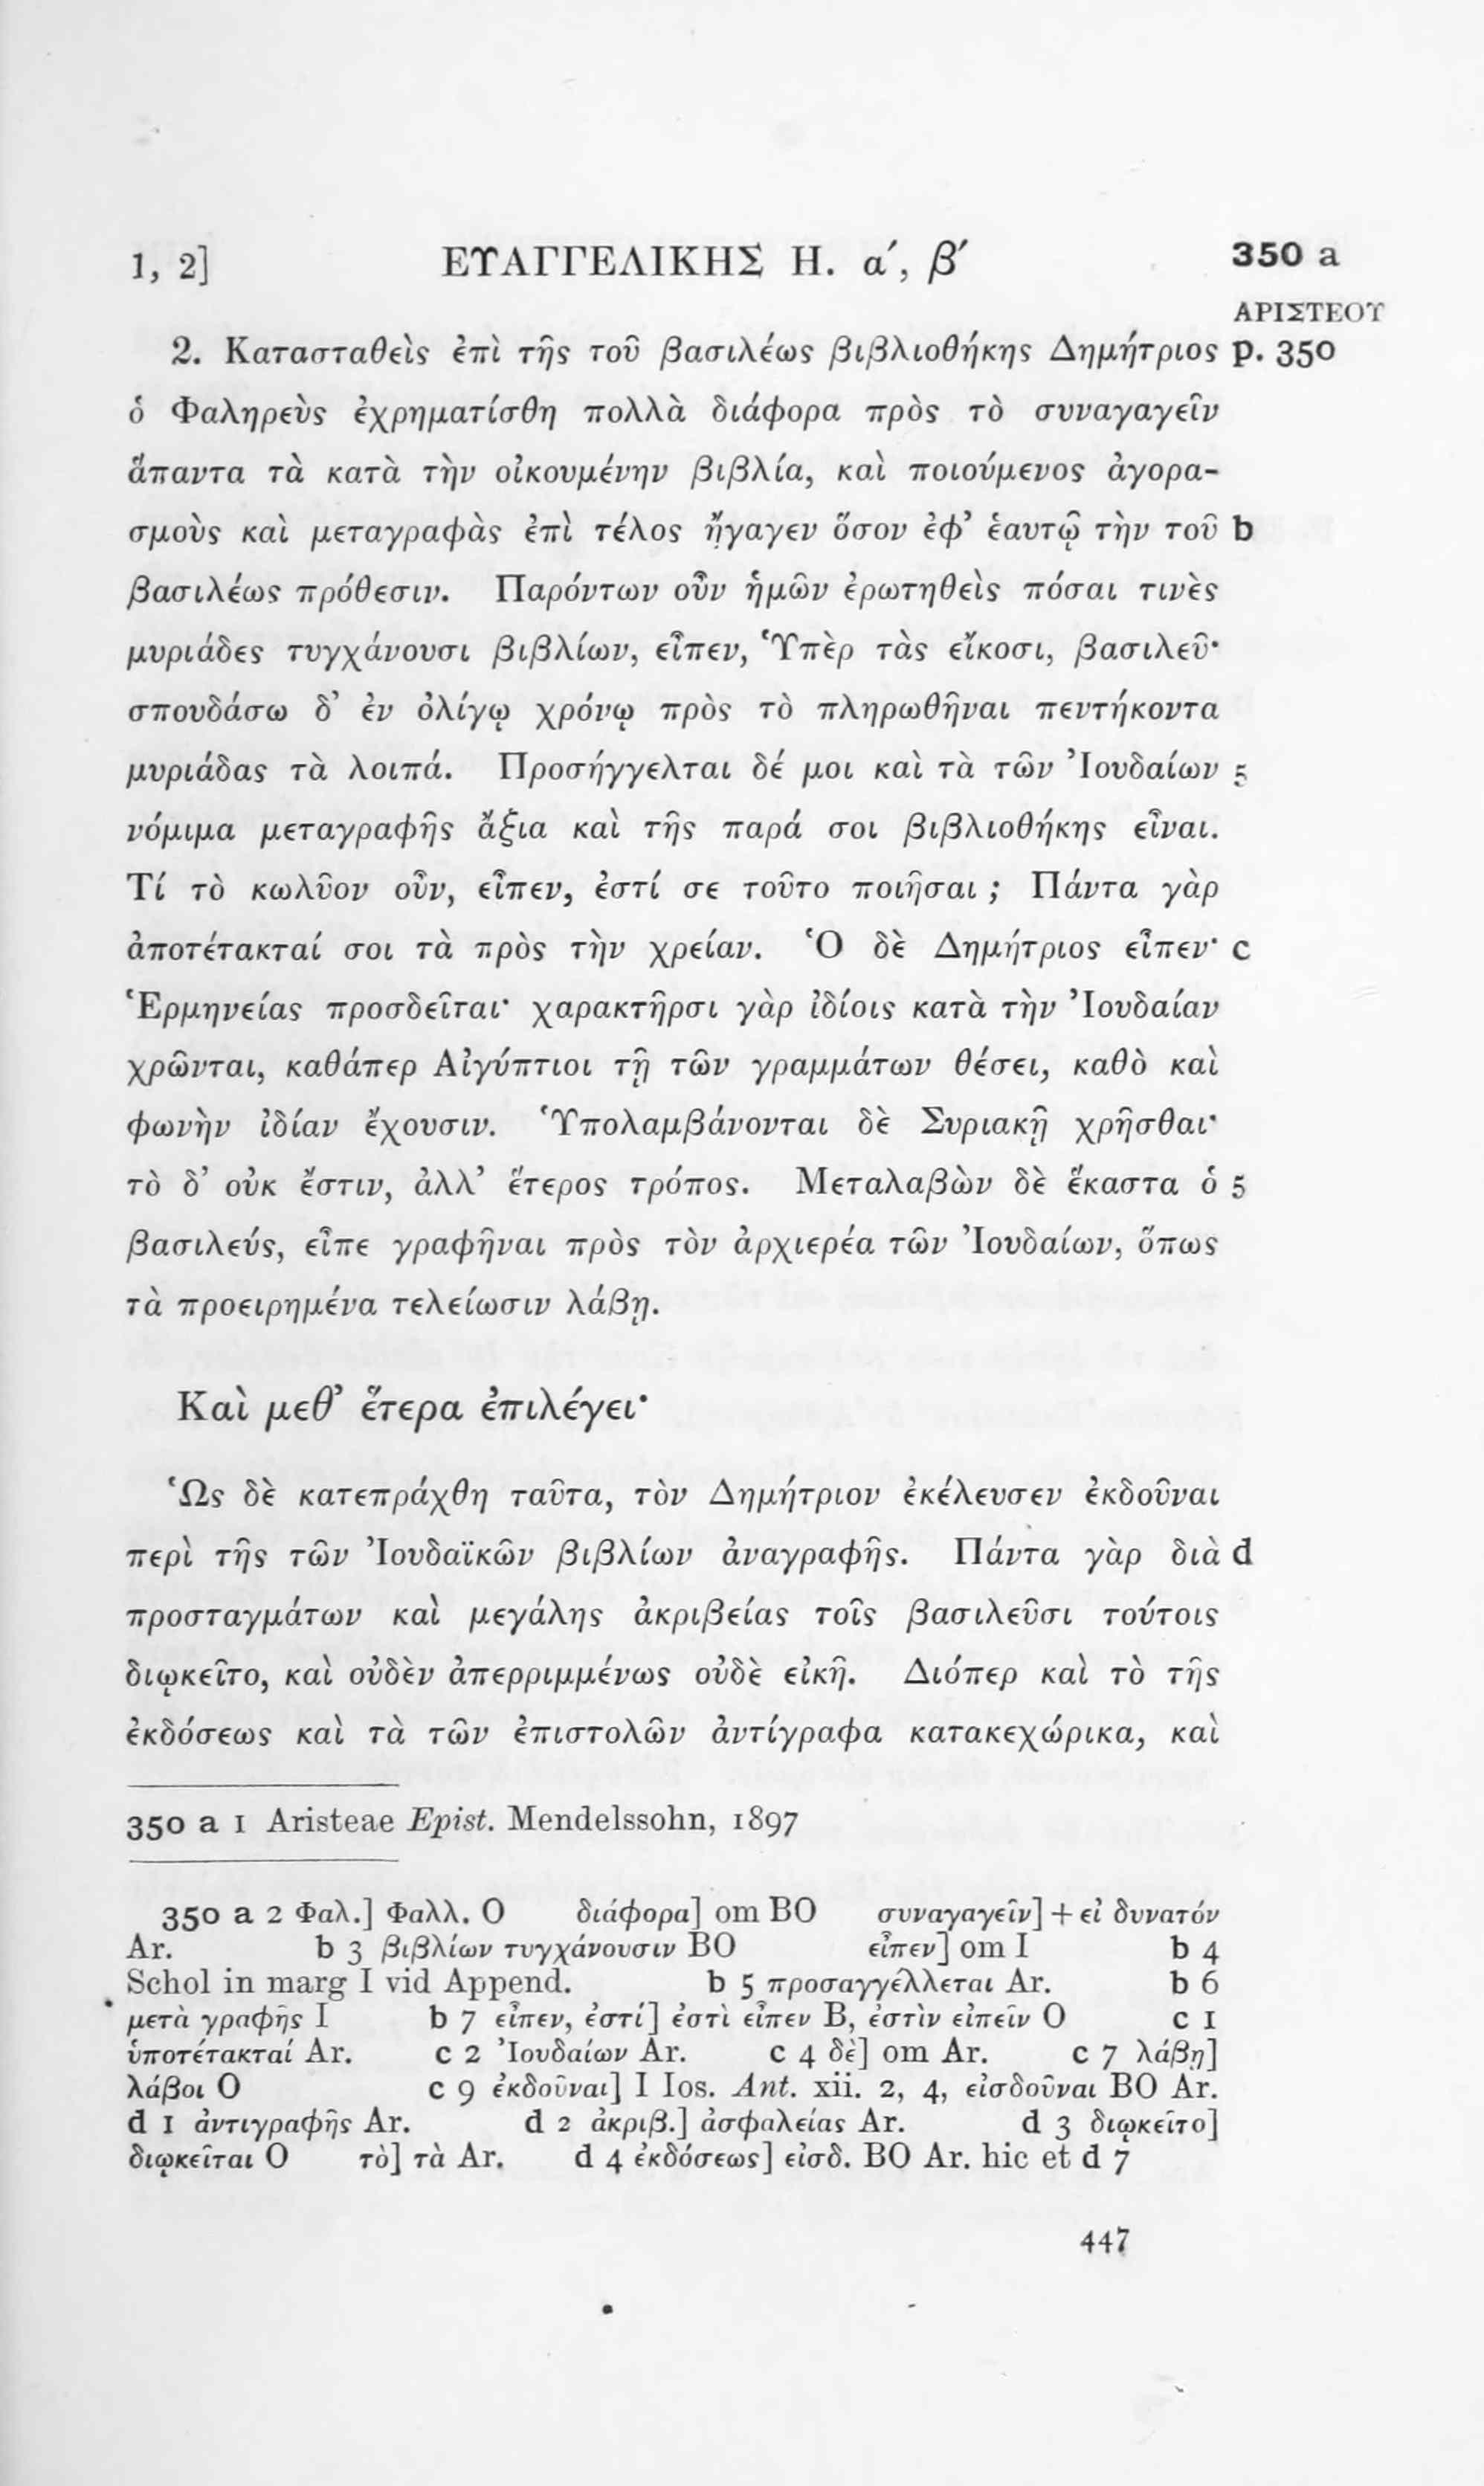 1, 2] ΕΥΑΓΓΕΛΙΚΗΣ Η. α´, β´ 350 a
ΑΡΙΣΤΕΟΥ
2. Κατασταθεὶς ἐπὶ τῆς τοῦ βασιλέως βιβλιοθήκης Δημήτριος p. 350
ὁ Φαληρεὺς ἐχρηματίσθη πολλὰ διάφορα πρὸς τὸ συναγαγεῖν
ἅπαντα τὰ κατὰ τὴν οἰκουμένην βιβλία, καὶ ποιούμενος ἀγορα-
σμοὺς καὶ μεταγραφὰς ἐπὶ τέλος ἤγαγεν ὅσον ἐφ’ ἑαυτῷ τὴν τοῦ b
βασιλέως πρόθεσιν. Παρόντων οὖν ἡμῶν ἐρωτηθεὶς πόσαι τινὲς
μυριάδες τυγχάνουσι βιβλίων, εἶπεν, Ὑπὲρ τὰς εἴκοσι, βασιλεῦ·
σπουδάσω δ’ ἐν ὀλίγῳ χρόνῳ πρὸς τὸ πληρωθῆναι πεντήκοντα
μυριάδας τὰ λοιπά. Προσήγγελται δέ μοι καὶ τὰ τῶν Ἰουδαίων 5
νόμιμα μεταγραφῆς ἄξια καὶ τῆς παρά σοι βιβλιοθήκης εἶναι.
Τί τὸ κωλῦον οὖν, εἶπεν, ἐστί σε τοῦτο ποιῆσαι ; Πάντα γὰρ
ἀποτέτακταί σοι τὰ πρὸς τὴν χρείαν. Ὁ δὲ Δημήτριος εἶπεν· c
Ἑρμηνείας προσδεῖται· χαρακτῆρσι γὰρ ἰδίοις κατὰ τὴν Ἰουδαίαν
χρῶνται, καθάπερ Αἰγύπτιοι τῇ τῶν γραμμάτων θέσει, καθὸ καὶ
φωνὴν ἰδίαν ἔχουσιν. Ὑπολαμβάνονται δὲ Συριακῇ χρῆσθαι·
τὸ δ’ οὐκ ἔστιν, ἀλλ’ ἕτερος τρόπος. Μεταλαβὼν δὲ ἕκαστα ὁ 5
βασιλεύς, εἶπε γραφῆναι πρὸς τὸν ἀρχιερέα τῶν Ἰουδαίων, ὅπως
τὰ προειρημένα τελείωσιν λάβῃ.
Καὶ μεθ’ ἕτερα ἐπιλέγει·
Ὡς δὲ κατεπράχθη ταῦτα, τὸν Δημήτριον ἐκέλευσεν ἐκδοῦναι
περὶ τῆς τῶν Ἰουδαϊκῶν βιβλίων ἀναγραφῆς. Πάντα γὰρ διὰ d
προσταγμάτων καὶ μεγάλης ἀκριβείας τοῖς βασιλεῦσι τούτοις
διῳκεῖτο, καὶ οὐδὲν ἀπερριμμένως οὐδὲ εἰκῆ. Διόπερ καὶ τὸ τῆς
ἐκδόσεως καὶ τὰ τῶν ἐπιστολῶν ἀντίγραφα κατακεχώρικα, καὶ
350 a 1 Aristeae Epist. Mendelssohn, 1897
350 a 2 Φαλ.] Φαλλ. O διάφορα] om BO συναγαγεῖν] + εἰ δυνατόν
Ar. b 3 βιβλίων τυγχάνουσιν BO εἶπεν] om I b 4
Schol in marg I vid Append. b 5 προσαγγέλλεται Ar. b 6
μετὰ γραφῆς I b 7 εἶπεν, ἐστί] ἐστὶ εἶπεν B, ἐστὶν εἰπεῖν O c 1
ὑποτέτακταί Ar. c 2 Ἰουδαίων Ar. c 4 δὲ] om Ar. c 7 λάβῃ]
λάβοι O c 9 ἐκδοῦναι] I Ios. Ant. xii. 2, 4, εἰσδοῦναι BO Ar.
d 1 ἀντιγραφῆς Ar. d 2 ἀκριβ.] ἀσφαλείας Ar. d 3 διῳκεῖτο]
διῳκεῖται O τὸ] τὰ Ar. d 4 ἐκδόσεως] εἰσδ. BO Ar. hic et d 7
447